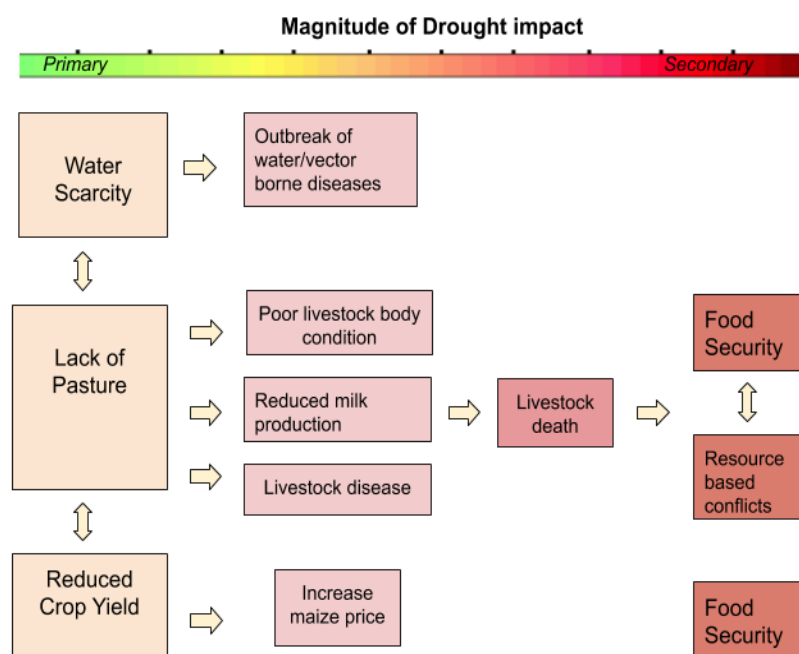 Magnitude of Drought impact
Primary
Secondary
Water
Scarcity
Outbreak of
water/vector
borne diseases
Lack of
Pasture
Poor livestock body
condition
Reduced milk
production
Livestock disease
Livestock
death
Food
Security
Resource
based
conflicts
Reduced
Crop Yield
Increase
maize price
Food
Security